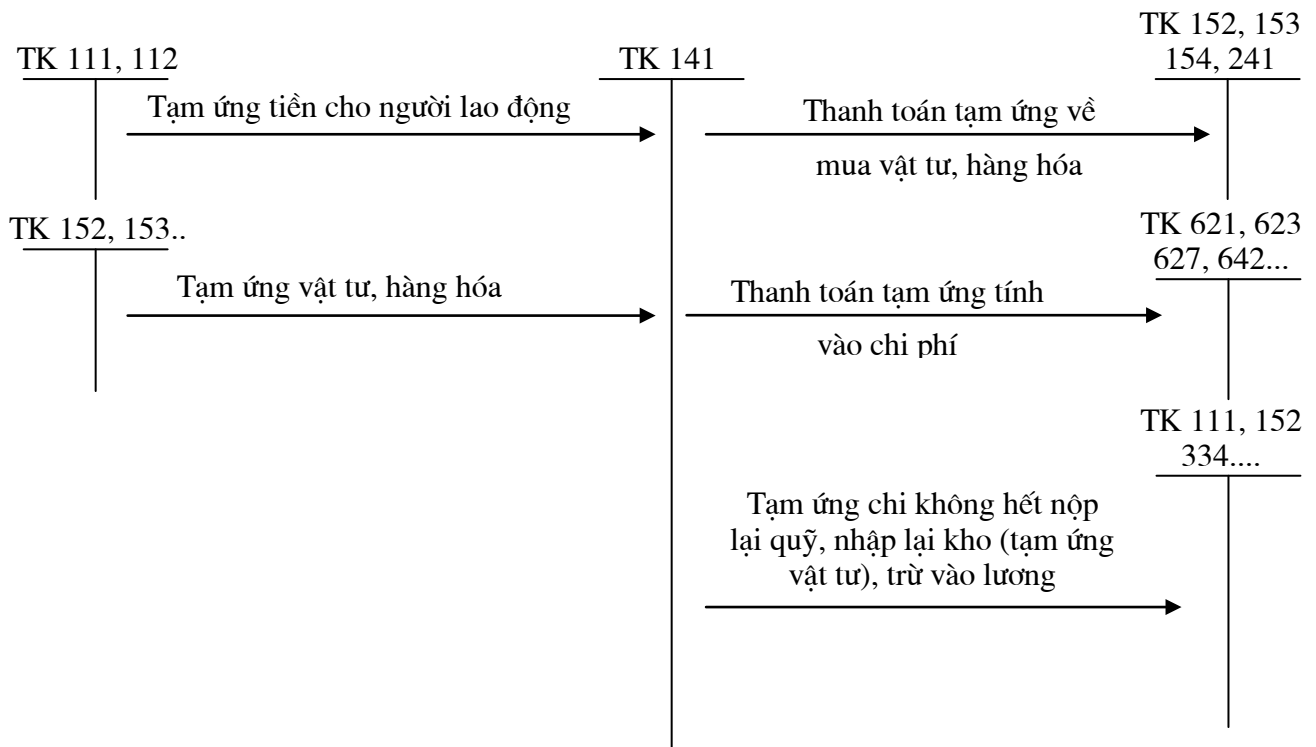 TK 152, 153
TK 111, 112
TK 141
154, 241
Tạm ứng tiền cho người lao động
Thanh toán tạm ứng về
mua vật tư, hàng hóa
TK 152, 153..
TK 621, 623
627, 642...
Tạm ứng vật tư, hàng hóa
Thanh toán tạm ứng tính
vào chi phí
TK 111, 152
334....
Tạm ứng chi không hết nộp
lại quỹ, nhập lại kho (tạm ứng
vật tư), trừ vào lương